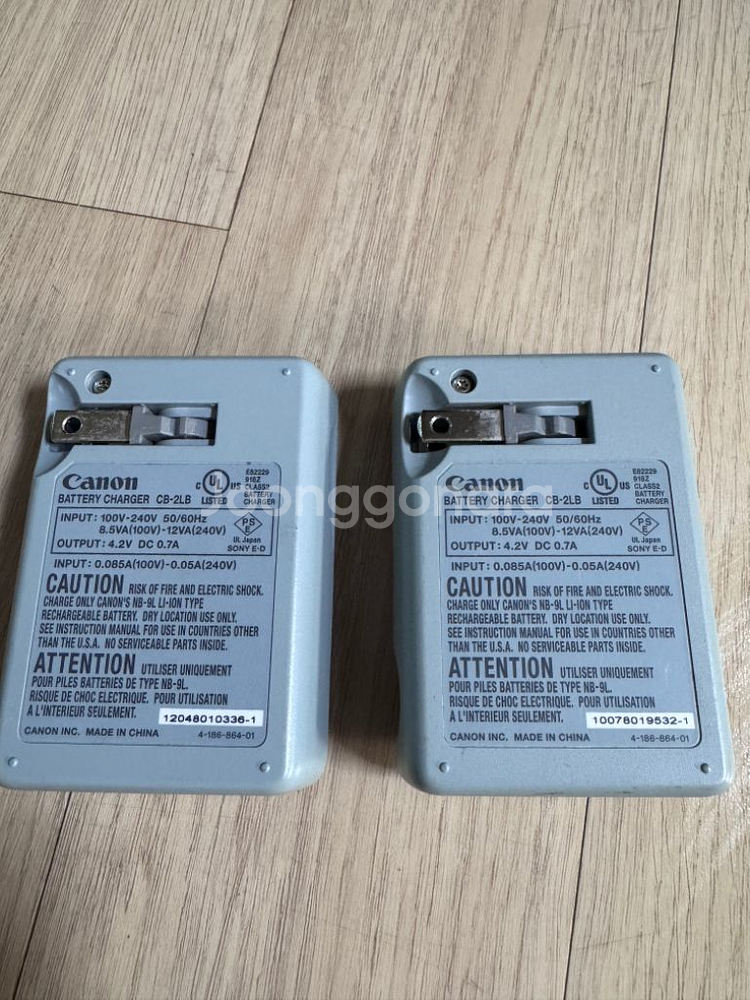 Canon
BATTERY CHARGER CB-2LB
C UL US
LISTED
E82229
918Z
CLASS2
BATTERY
CHARGER
INPUT: 100V-240V 50/60Hz
8.5VA(100V)-12VA(240V)
OUTPUT: 4.2V DC 0.7A
PS
E
UL Japan
SONY E·D
INPUT: 0.085A(100V)-0.05A(240V)
CAUTION RISK OF FIRE AND ELECTRIC SHOCK.
CHARGE ONLY CANON'S NB-9L LI-ION TYPE
RECHARGEABLE BATTERY. DRY LOCATION USE ONLY.
SEE INSTRUCTION MANUAL FOR USE IN COUNTRIES OTHER
THAN THE U.S.A. NO SERVICEABLE PARTS INSIDE.
ATTENTION UTILISER UNIQUEMENT
POUR PILES BATTERIES DE TYPE NB-9L.
RISQUE DE CHOC ELECTRIQUE. POUR UTILISATION
A L'INTERIEUR SEULEMENT.
12048010336-1
CANON INC. MADE IN CHINA 4-186-864-01
Canon
BATTERY CHARGER CB-2LB
C UL US
LISTED
E82229
918Z
CLASS2
BATTERY
CHARGER
INPUT: 100V-240V 50/60Hz
8.5VA(100V)-12VA(240V)
OUTPUT: 4.2V DC 0.7A
PS
E
UL Japan
SONY E·D
INPUT: 0.085A(100V)-0.05A(240V)
CAUTION RISK OF FIRE AND ELECTRIC SHOCK.
CHARGE ONLY CANON'S NB-9L LI-ION TYPE
RECHARGEABLE BATTERY. DRY LOCATION USE ONLY.
SEE INSTRUCTION MANUAL FOR USE IN COUNTRIES OTHER
THAN THE U.S.A. NO SERVICEABLE PARTS INSIDE.
ATTENTION UTILISER UNIQUEMENT
POUR PILES BATTERIES DE TYPE NB-9L.
RISQUE DE CHOC ELECTRIQUE. POUR UTILISATION
A L'INTERIEUR SEULEMENT.
10078019532-1
CANON INC. MADE IN CHINA 4-186-864-01
joonggonara